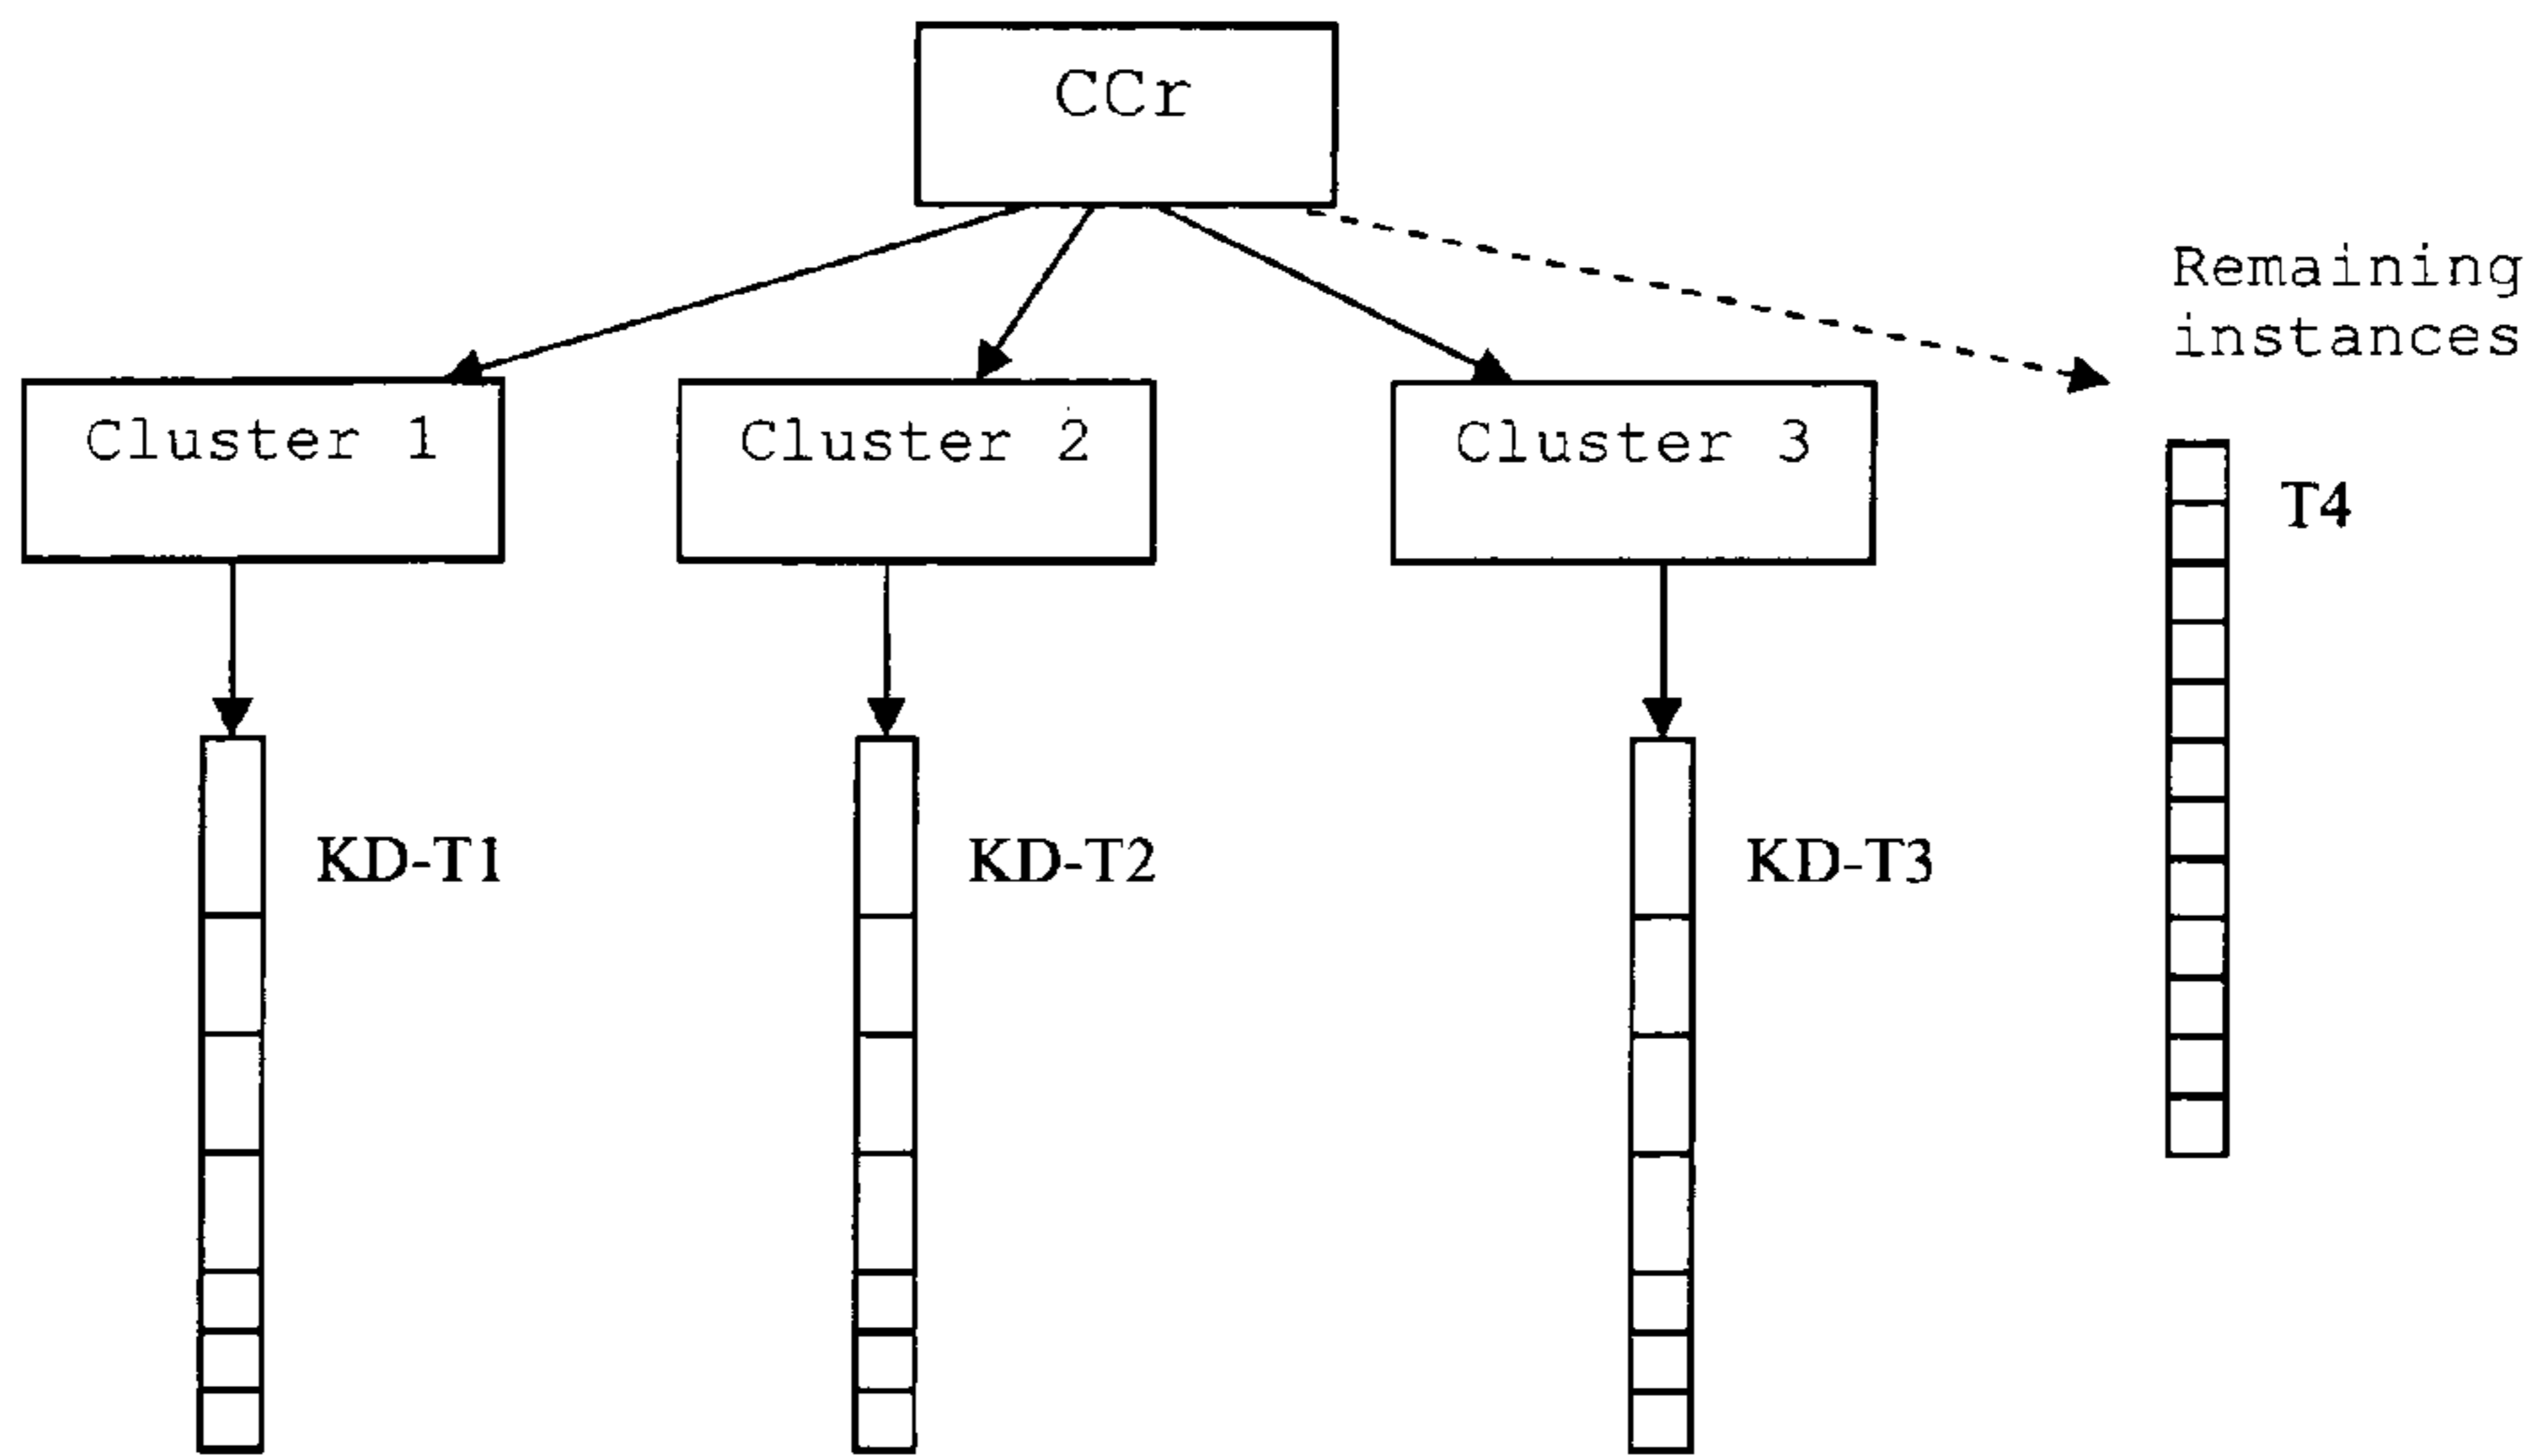 CCr
Remaining
instances
Cluster 1
Cluster 2
Cluster 3
T4
KD-T1
KD-T2
KD-T3